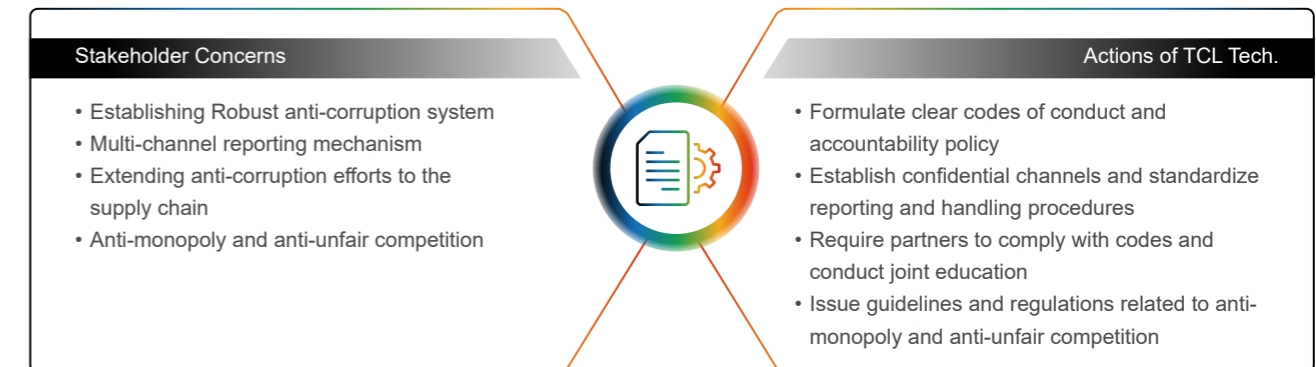 Stakeholder Concerns
• Establishing Robust anti-corruption system
• Multi-channel reporting mechanism
• Extending anti-corruption efforts to the
supply chain
• Anti-monopoly and anti-unfair competition
Actions of TCL Tech.
• Formulate clear codes of conduct and
accountability policy
• Establish confidential channels and standardize
reporting and handling procedures
• Require partners to comply with codes and
conduct joint education
• Issue guidelines and regulations related to anti-
monopoly and anti-unfair competition